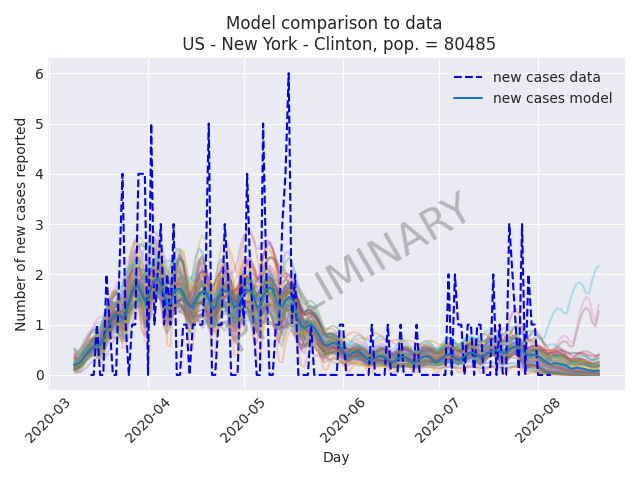 Model comparison to data
US - New York - Clinton, pop. = 80485
new cases data
new cases model
Number of new cases reported
6
5
4
3
2
1
0
LIMINARY
2020-03
2020-04
2020-05
2020-06
2020-07
2020-08
Day